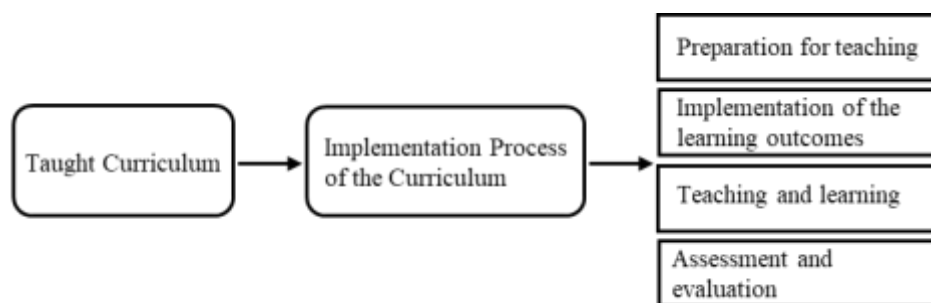 Taught Curriculum
Implementation Process
of the Curriculum
Preparation for teaching
Implementation of the
learning outcomes
Teaching and learning
Assessment and
evaluation